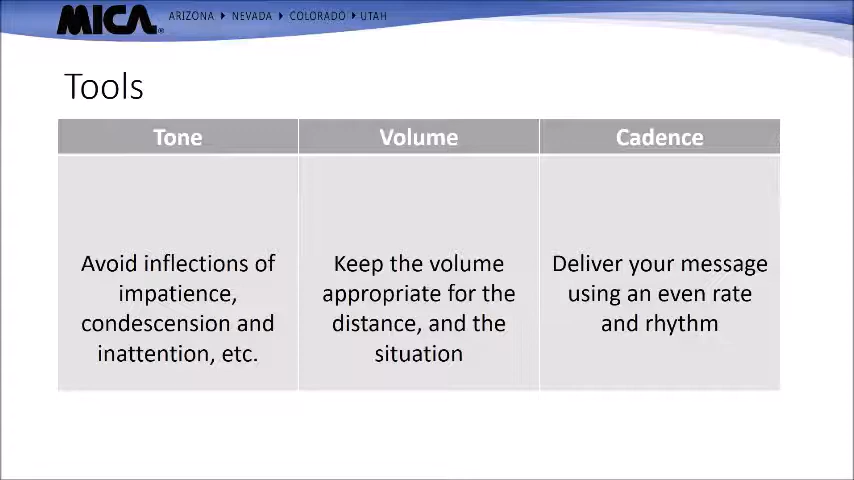 MICA®
ARIZONA ▸ NEVADA ▸ COLORADO ▸ UTAH
Tools
Tone
Volume
Cadence
Avoid inflections of
impatience,
condescension and
inattention, etc.
Keep the volume
appropriate for the
distance, and the
situation
Deliver your message
using an even rate
and rhythm